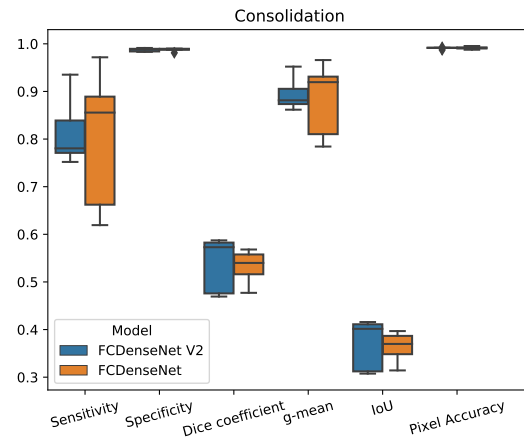 Consolidation
1.0
0.9
0.8
0.7
0.6
0.5
0.4
0.3
Model
FCDenseNet V2
FCDenseNet
Sensitivity
Specificity
Dice coefficient
g-mean
IoU
Pixel Accuracy